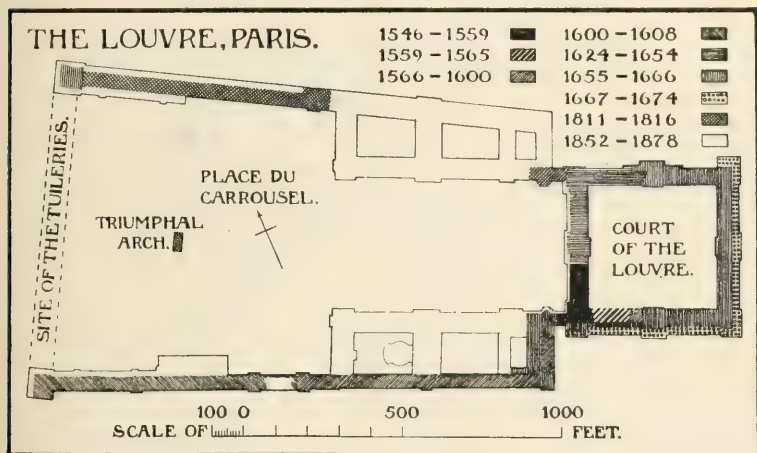 THE LOUVRE, PARIS.
1546–1559
1559–1565
1566–1600
1600–1608
1624–1654
1655–1666
1667–1674
1811–1816
1852–1878
SITE OF THE TUILERIES.
PLACE DU
CARROUSEL.
TRIUMPHAL
ARCH.
COURT
OF THE
LOUVRE.
100 0 500 1000
SCALE OF FEET.